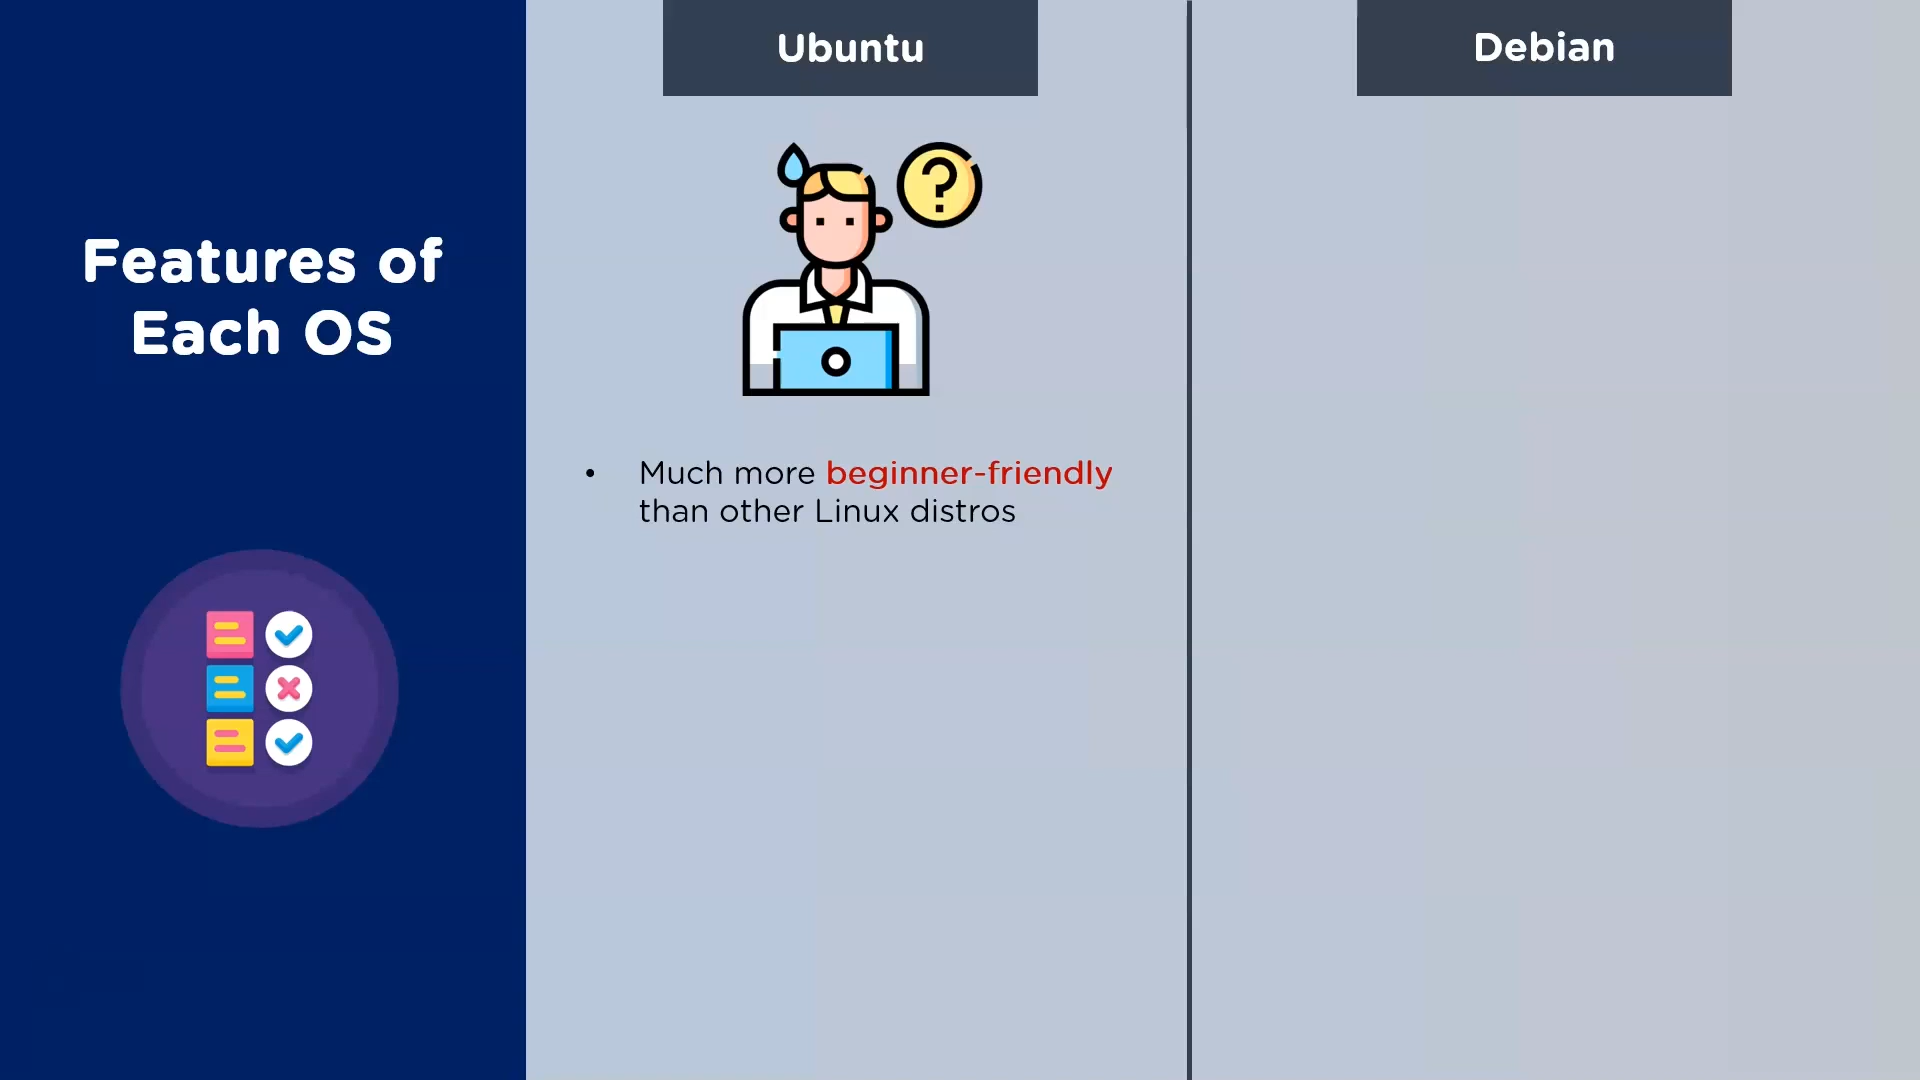 Features of
Each OS
Ubuntu
• Much more beginner-friendly
than other Linux distros
Debian